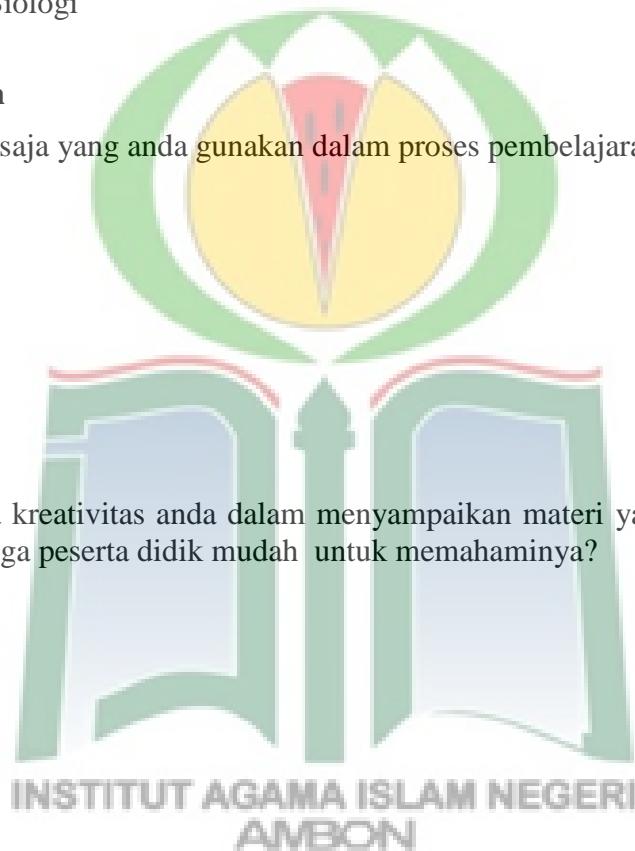 Biologi
saja yang anda gunakan dalam proses pembelajara
kreativitas anda dalam menyampaikan materi ya
ga peserta didik mudah untuk memahaminya?
INSTITUT AGAMA ISLAM NEGERI
AMBON